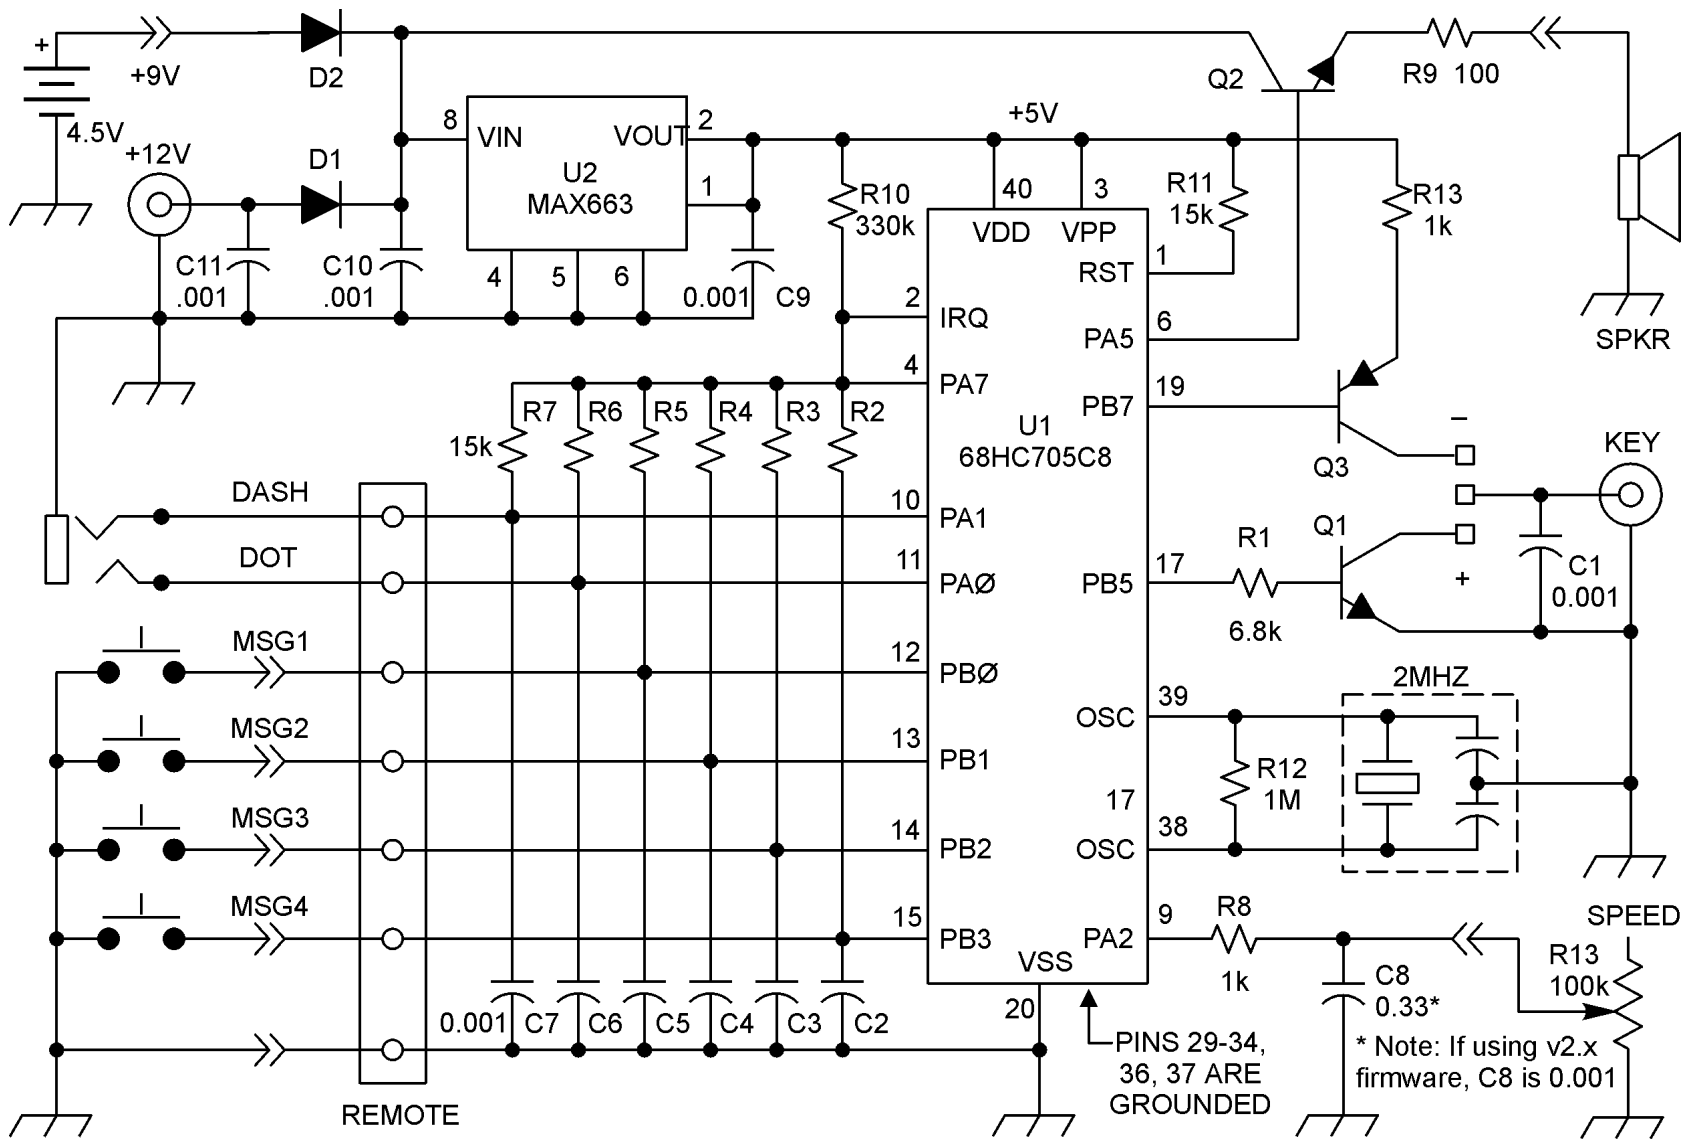 +
+9V
4.5V
+12V
D2
D1
C11
.001
C10
.001
8
VIN
VOUT
2
1
U2
MAX663
4
5
6
0.001
C9
+5V
R10
330k
40
3
VDD
VPP
R11
15k
RST
1
R13
1k
Q2
R9 100
SPKR
2
IRQ
PA5
6
4
PA7
PB7
19
U1
68HC705C8
R7
R6
R5
R4
R3
R2
15k
Q3
−
KEY
DASH
10
PA1
Q1
DOT
11
PAØ
PB5
17
R1
6.8k
+
C1
0.001
MSG1
12
PBØ
OSC
39
2MHZ
MSG2
13
PB1
R12
1M
17
MSG3
14
PB2
OSC
38
MSG4
15
PB3
PA2
9
R8
1k
VSS
20
SPEED
R13
100k
C8
0.33*
0.001
C7
C6
C5
C4
C3
C2
PINS 29-34,
36, 37 ARE
GROUNDED
* Note: If using v2.x
firmware, C8 is 0.001
REMOTE